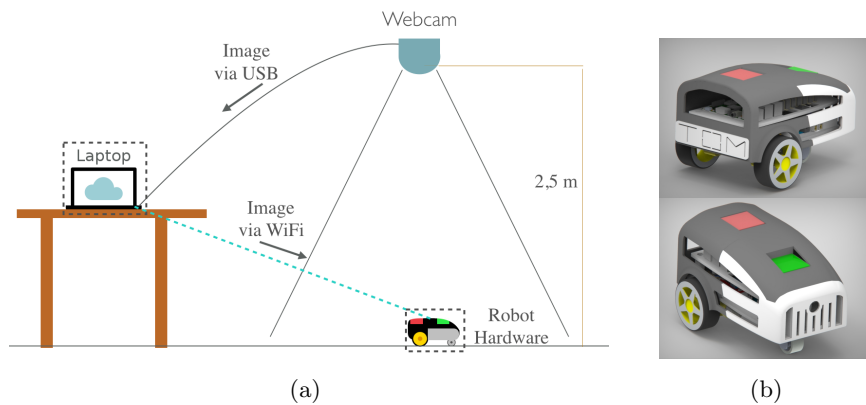 Webcam
Image
via USB
Laptop
2,5 m
Image
via WiFi
Robot
Hardware
TOM
(a)
(b)